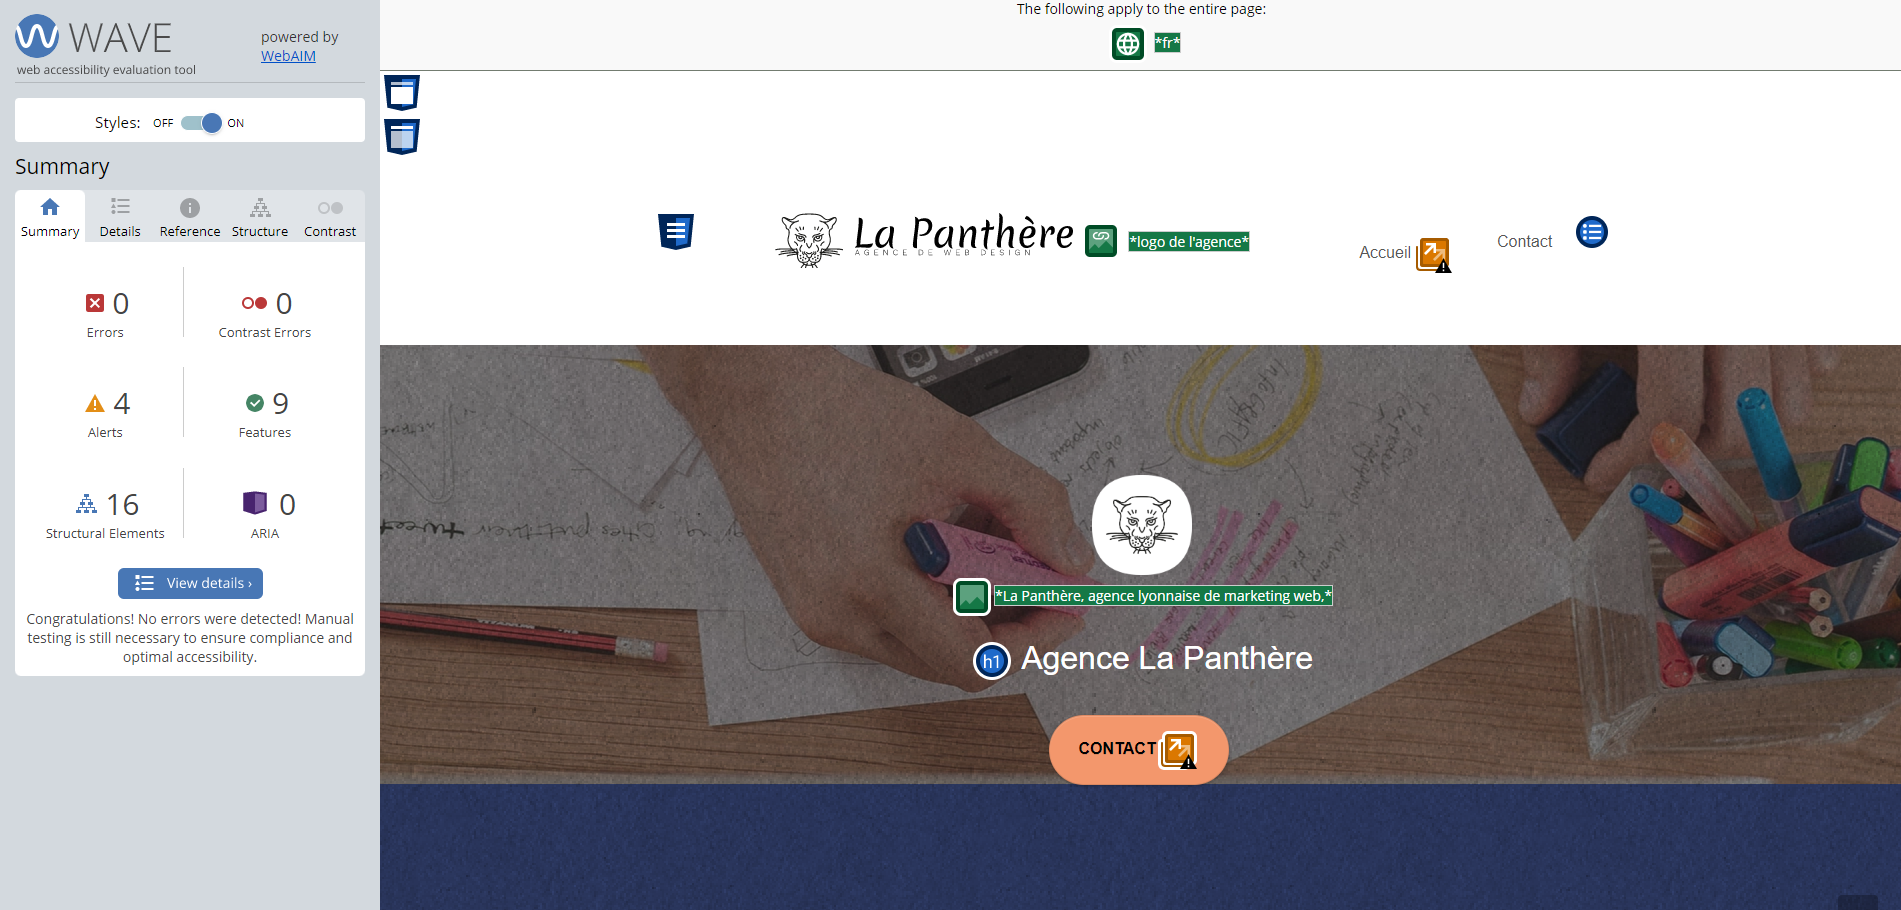 WAVE
web accessibility evaluation tool
powered by
WebAIM
Styles: OFF ON
Summary
Summary Details Reference Structure Contrast
0 Errors
0 Contrast Errors
4 Alerts
9 Features
16 Structural Elements
0 ARIA
View details ›
Congratulations! No errors were detected! Manual
testing is still necessary to ensure compliance and
optimal accessibility.
The following apply to the entire page:
*fr*
La Panthère
AGENCE DE WEB DESIGN
*logo de l'agence*
Accueil
Contact
*La Panthère, agence lyonnaise de marketing web,*
h1 Agence La Panthère
CONTACT